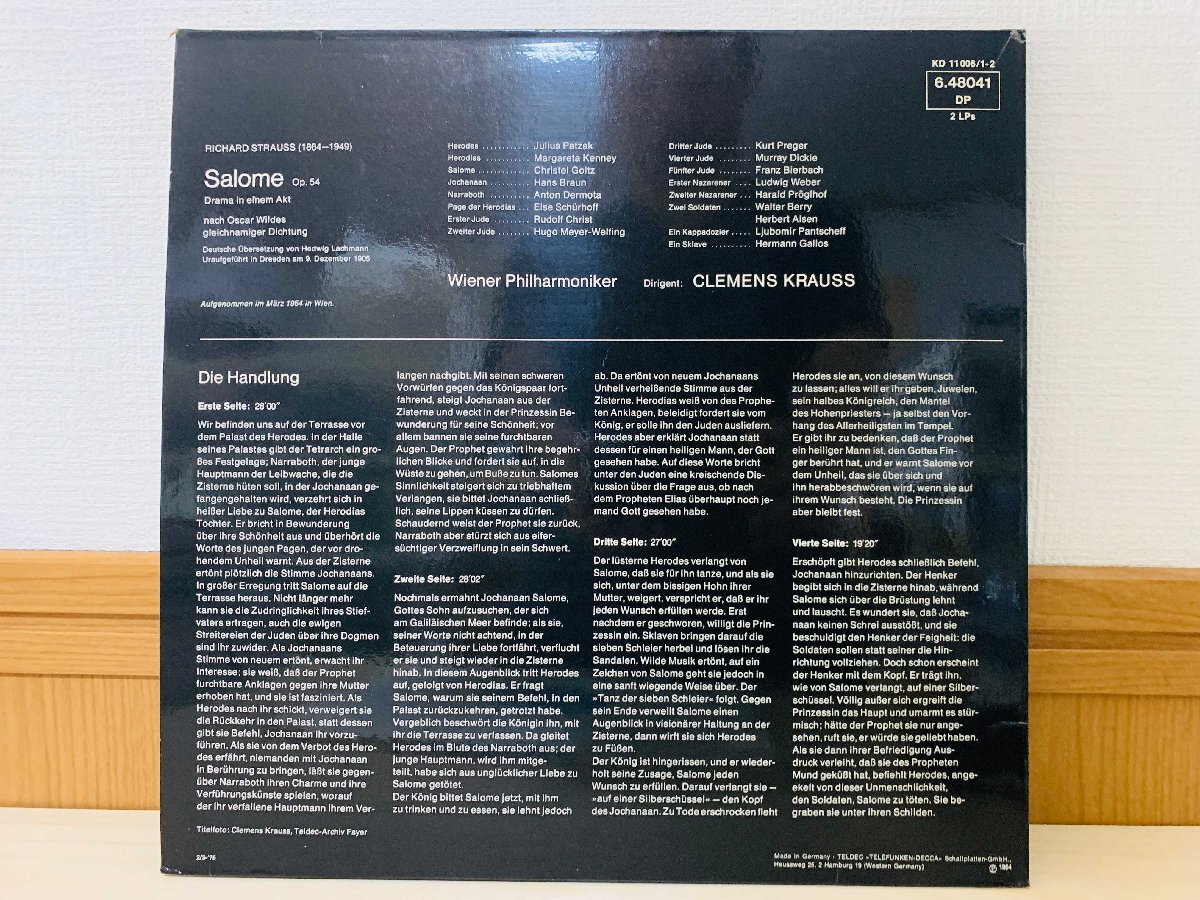 KD 11006/1-2
6.48041
DP
2 LPs
RICHARD STRAUSS (1864–1949)
Salome Op. 54
Drama in einem Akt
nach Oscar Wildes
gleichnamiger Dichtung
Deutsche Übersetzung von Hedwig Lachmann
Uraufgeführt in Dresden am 9. Dezember 1905
Aufgenommen im März 1954 in Wien.
Herodes ........... Julius Patzak
Herodias .......... Margareta Kenney
Salome ............ Christel Goltz
Jochanaan ......... Hans Braun
Narraboth ......... Anton Dermota
Page der Herodias ... Else Schürhoff
Erster Jude ........ Rudolf Christ
Zweiter Jude ........ Hugo Meyer-Welfing
Dritter Jude ........ Kurt Preger
Vierter Jude ....... Murray Dickie
Fünfter Jude ....... Franz Bierbach
Erster Nazarener .... Ludwig Weber
Zweiter Nazarener ... Harald Pröglhof
Zwei Soldaten ....... Walter Berry
Herbert Alsen
Ein Kappadozier ..... Ljubomir Pantscheff
Ein Sklave .......... Hermann Gallos
Wiener Philharmoniker Dirigent: CLEMENS KRAUSS
Die Handlung
Erste Seite: 26'00"
Wir befinden uns auf der Terrasse vor
dem Palast des Herodes. In der Halle
seines Palastes gibt der Tetrarch ein gro-
ßes Festgelage; Narraboth, der junge
Hauptmann der Leibwache, die die
Zisterne hüten soll, in der Jochanaan ge-
fangengehalten wird, verzehrt sich in
heißer Liebe zu Salome, der Herodias
Tochter. Er bricht in Bewunderung
über ihre Schönheit aus und überhört die
Worte des jungen Pagen, der vor dro-
hendem Unheil warnt. Aus der Zisterne
ertönt plötzlich die Stimme Jochanaans.
In großer Erregung tritt Salome auf die
Terrasse heraus. Nicht länger mehr
kann sie die Zudringlichkeit ihres Stief-
vaters ertragen, auch die ewigen
Streitereien der Juden über ihre Dogmen
sind ihr zuwider. Als Jochanaans
Stimme von neuem ertönt, erwacht ihr
Interesse; sie weiß, daß der Prophet
furchtbare Anklagen gegen ihre Mutter
erhoben hat, und sie ist fasziniert. Als
Herodes nach ihr schickt, verweigert sie
die Rückkehr in den Palast, statt dessen
gibt sie Befehl, Jochanaan ihr vorzu-
führen. Als sie von dem Verbot des Hero-
des erfährt, niemanden mit Jochanaan
in Berührung zu bringen, läßt sie gegen-
über Narraboth ihren Charme und ihre
Verführungskünste spielen, worauf
der ihr verfallene Hauptmann ihrem Ver-
langen nachgibt. Mit seinen schweren
Vorwürfen gegen das Königspaar fort-
fahrend, steigt Jochanaan aus der
Zisterne und weckt in der Prinzessin Be-
wunderung für seine Schönheit; vor
allem bannen sie seine furchtbaren
Augen. Der Prophet gewahrt ihre begehr-
lichen Blicke und fordert sie auf, in die
Wüste zu gehen, um Buße zu tun. Salomes
Sinnlichkeit steigert sich zu triebhaftem
Verlangen, sie bittet Jochanaan schließ-
lich, seine Lippen küssen zu dürfen.
Schaudernd weist der Prophet sie zurück,
Narraboth aber stürzt sich aus eifer-
süchtiger Verzweiflung in sein Schwert.
Zweite Seite: 28'02"
Nochmals ermahnt Jochanaan Salome,
Gottes Sohn aufzusuchen, der sich
am Galiläischen Meer befinde; als sie,
seiner Worte nicht achtend, in der
Beteuerung ihrer Liebe fortfährt, verflucht
er sie und steigt wieder in die Zisterne
hinab. In diesem Augenblick tritt Herodes
auf, gefolgt von Herodias. Er fragt
Salome, warum sie seinem Befehl, in den
Palast zurückzukehren, getrotzt habe.
Vergeblich beschwört die Königin ihn, mit
ihr die Terrasse zu verlassen. Da gleitet
Herodes im Blute des Narraboth aus; der
junge Hauptmann, wird ihm mitge-
teilt, habe sich aus unglücklicher Liebe zu
Salome getötet.
Der König bittet Salome jetzt, mit ihm
zu trinken und zu essen, sie lehnt jedoch
ab. Da ertönt von neuem Jochanaans
Unheil verheißende Stimme aus der
Zisterne. Herodias weiß von des Prophe-
ten Anklagen, beleidigt fordert sie vom
König, er solle ihn den Juden ausliefern.
Herodes aber erklärt Jochanaan statt
dessen für einen heiligen Mann, der Gott
gesehen habe. Auf diese Worte bricht
unter den Juden eine kreischende Dis-
kussion über die Frage aus, ob nach
dem Propheten Elias überhaupt noch je-
mand Gott gesehen habe.
Dritte Seite: 27'00"
Der lüsterne Herodes verlangt von
Salome, daß sie für ihn tanze, und als sie
sich, unter dem bissigen Hohn ihrer
Mutter, weigert, verspricht er, daß er ihr
jeden Wunsch erfüllen werde. Erst
nachdem er geschworen, willigt die Prin-
zessin ein. Sklaven bringen darauf die
sieben Schleier herbei und lösen ihr die
Sandalen. Wilde Musik ertönt, auf ein
Zeichen von Salome geht sie jedoch in
eine sanft wiegende Weise über. Der
»Tanz der sieben Schleier« folgt. Gegen
sein Ende verweilt Salome einen
Augenblick in visionärer Haltung an der
Zisterne, dann wirft sie sich Herodes
zu Füßen.
Der König ist hingerissen, und er wieder-
holt seine Zusage, Salome jeden
Wunsch zu erfüllen. Darauf verlangt sie –
»auf einer Silberschüssel« – den Kopf
des Jochanaan. Zu Tode erschrocken fleht
Herodes sie an, von diesem Wunsch
zu lassen; alles will er ihr geben, Juwelen,
sein halbes Königreich, den Mantel
des Hohenpriesters – ja selbst den Vor-
hang des Allerheiligsten im Tempel.
Er gibt ihr zu bedenken, daß der Prophet
ein heiliger Mann ist, den Gottes Fin-
ger berührt hat, und er warnt Salome vor
dem Unheil, das sie über sich und
ihn herabbeschwören wird, wenn sie auf
ihrem Wunsch besteht. Die Prinzessin
aber bleibt fest.
Vierte Seite: 19'20"
Erschöpft gibt Herodes schließlich Befehl,
Jochanaan hinzurichten. Der Henker
begibt sich in die Zisterne hinab, während
Salome sich über die Brüstung lehnt
und lauscht. Es wundert sie, daß Jocha-
naan keinen Schrei ausstößt, und sie
beschuldigt den Henker der Feigheit: die
Soldaten sollen statt seiner die Hin-
richtung vollziehen. Doch schon erscheint
der Henker mit dem Kopf. Er trägt ihn,
wie von Salome verlangt, auf einer Silber-
schüssel. Völlig außer sich ergreift die
Prinzessin das Haupt und umarmt es stür-
misch; hätte der Prophet sie nur ange-
sehen, ruft sie, er würde sie geliebt haben.
Als sie dann ihrer Befriedigung Aus-
druck verleiht, daß sie des Propheten
Mund geküßt hat, befiehlt Herodes, ange-
ekelt von dieser Unmenschlichkeit,
den Soldaten, Salome zu töten. Sie be-
graben sie unter ihren Schilden.
Titelfoto: Clemens Krauss, Teldec-Archiv Fayer
2/3-'76
Made in Germany · TELDEC »TELEFUNKEN-DECCA« Schallplatten-GmbH.,
Heussweg 25, 2 Hamburg 19 (Western Germany) ℗ 1954